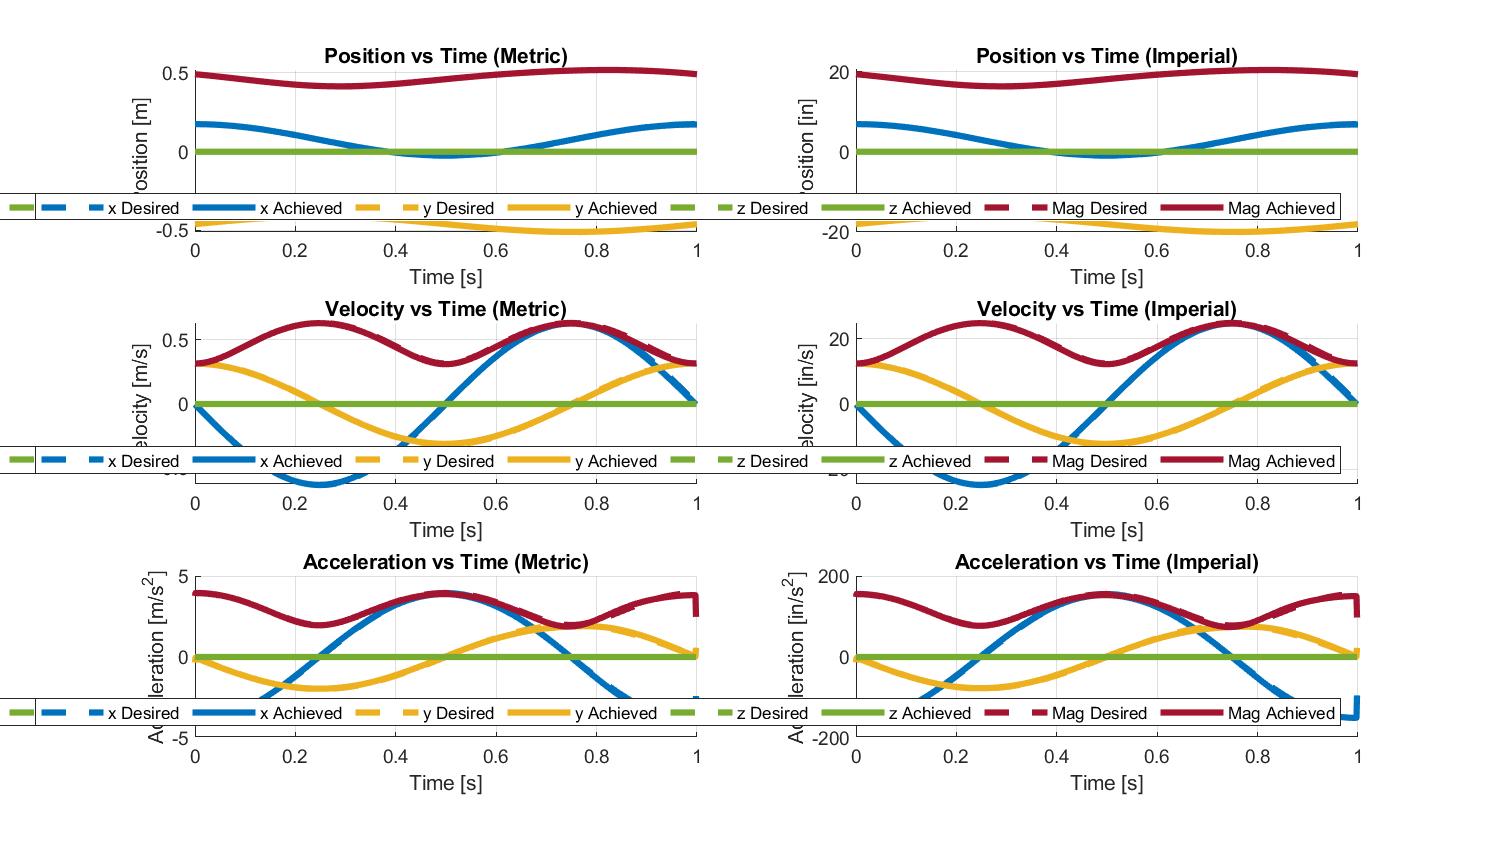 Position vs Time (Metric)
Position vs Time (Imperial)
0.5
0
-0.5
osition [m]
20
0
-20
osition [in]
x Desired x Achieved y Desired y Achieved z Desired z Achieved Mag Desired Mag Achieved
0 0.2 0.4 0.6 0.8 1
0 0.2 0.4 0.6 0.8 1
Time [s]
Time [s]
Velocity vs Time (Metric)
Velocity vs Time (Imperial)
0.5
0
elocity [m/s]
20
0
elocity [in/s]
x Desired x Achieved y Desired y Achieved z Desired z Achieved Mag Desired Mag Achieved
0 0.2 0.4 0.6 0.8 1
0 0.2 0.4 0.6 0.8 1
Time [s]
Time [s]
Acceleration vs Time (Metric)
Acceleration vs Time (Imperial)
5
0
-5
leration [m/s²]
200
0
-200
leration [in/s²]
x Desired x Achieved y Desired y Achieved z Desired z Achieved Mag Desired Mag Achieved
0 0.2 0.4 0.6 0.8 1
0 0.2 0.4 0.6 0.8 1
Time [s]
Time [s]